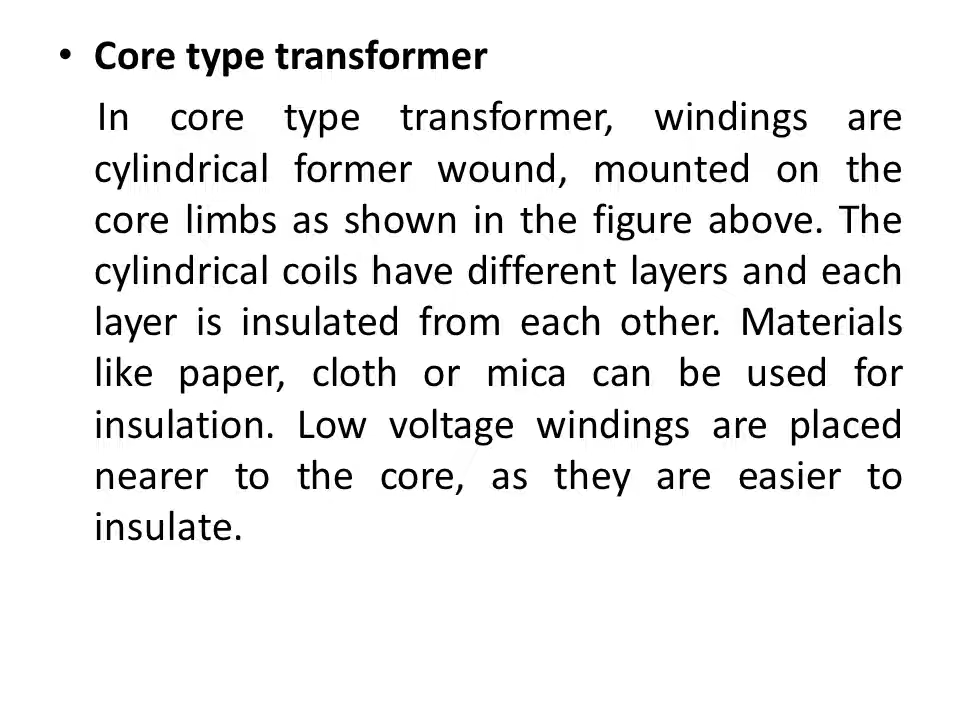 • Core type transformer
In core type transformer, windings are
cylindrical former wound, mounted on the
core limbs as shown in the figure above. The
cylindrical coils have different layers and each
layer is insulated from each other. Materials
like paper, cloth or mica can be used for
insulation. Low voltage windings are placed
nearer to the core, as they are easier to
insulate.